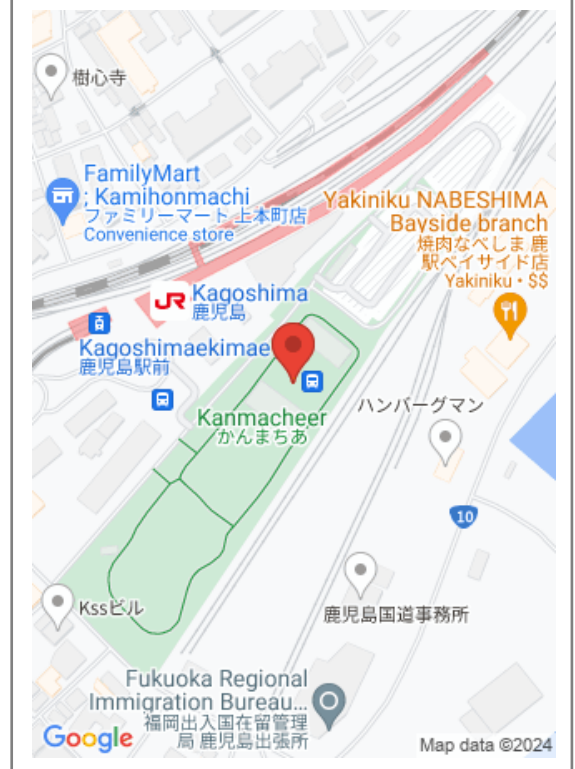 樹心寺
FamilyMart
; Kamihonmachi
ファミリーマート 上本町店
Convenience store
Yakiniku NABESHIMA
Bayside branch
焼肉なべしま 鹿
駅ベイサイド店
Yakiniku • $$
JR
Kagoshima
鹿児島
Kagoshimaekimae
鹿児島駅前
Kanmacheer
かんまちあ
ハンバーグマン
10
Kssビル
鹿児島国道事務所
Fukuoka Regional
Immigration Bureau...
福岡出入国在留管理
局 鹿児島出張所
Google
Map data ©2024